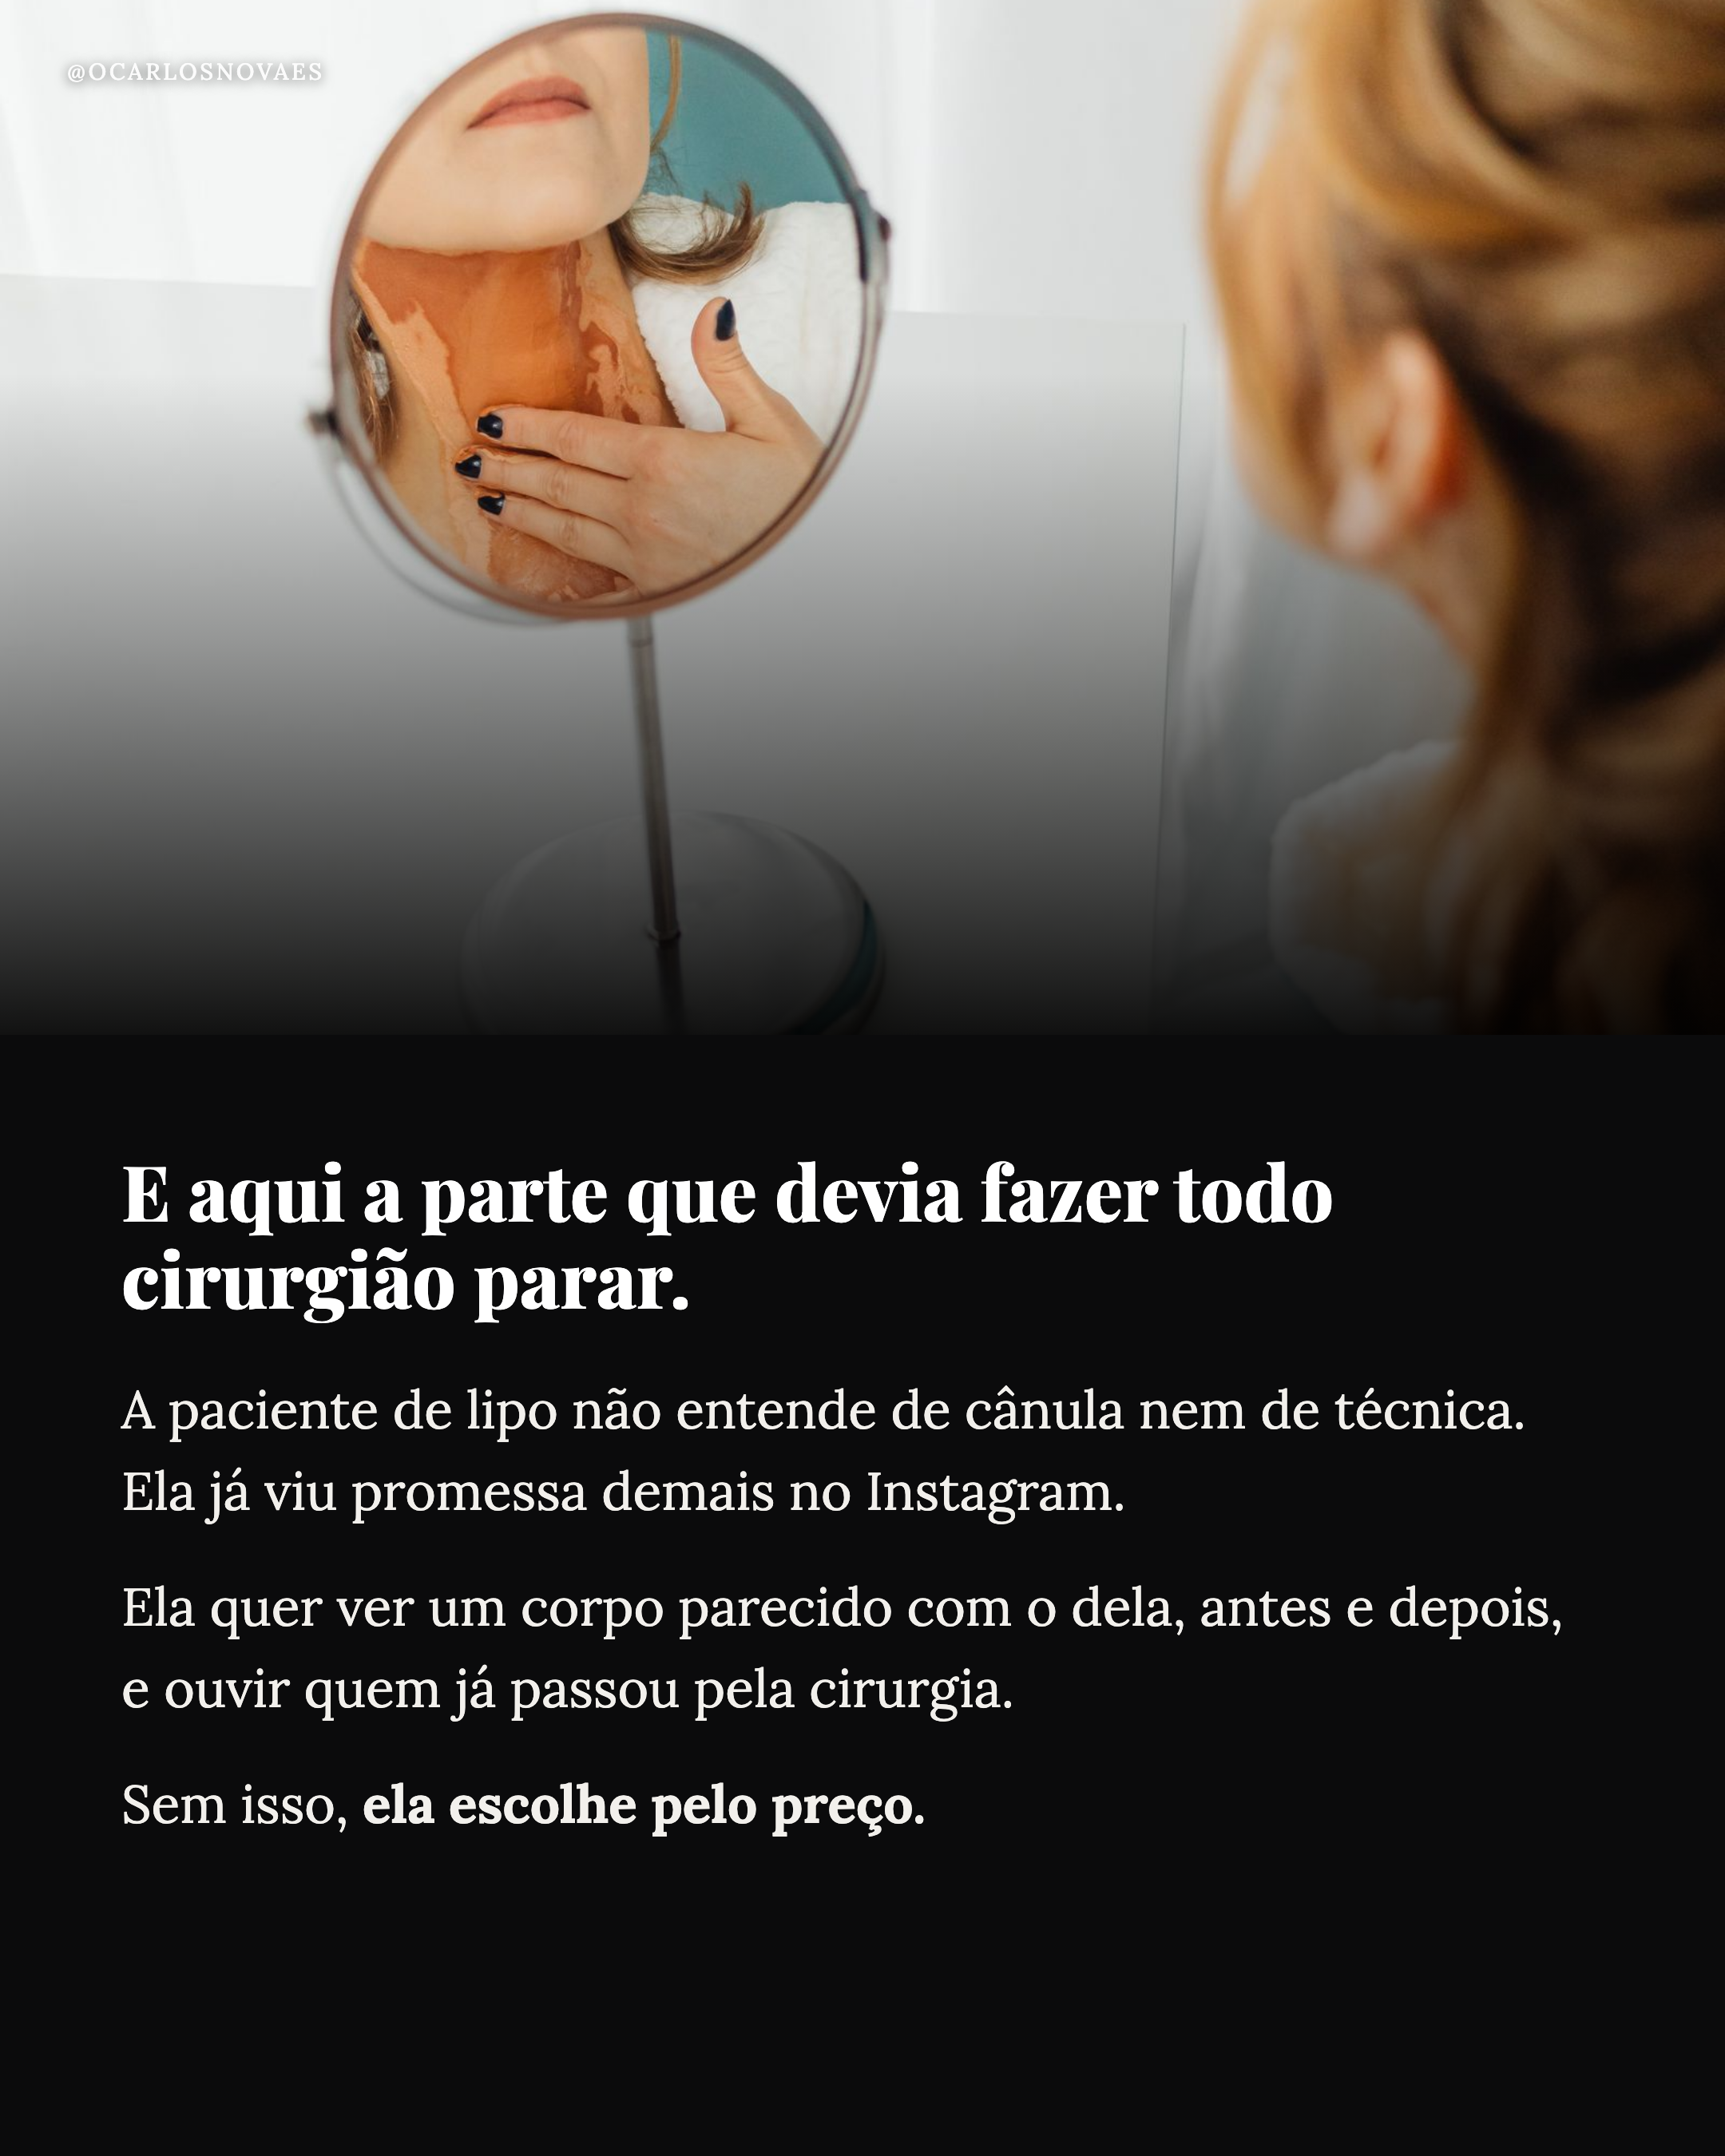 @OCARLOSNOVAES
E aqui a parte que devia fazer todo
cirurgião parar.
A paciente de lipo não entende de cânula nem de técnica.
Ela já viu promessa demais no Instagram.
Ela quer ver um corpo parecido com o dela, antes e depois,
e ouvir quem já passou pela cirurgia.
Sem isso, ela escolhe pelo preço.